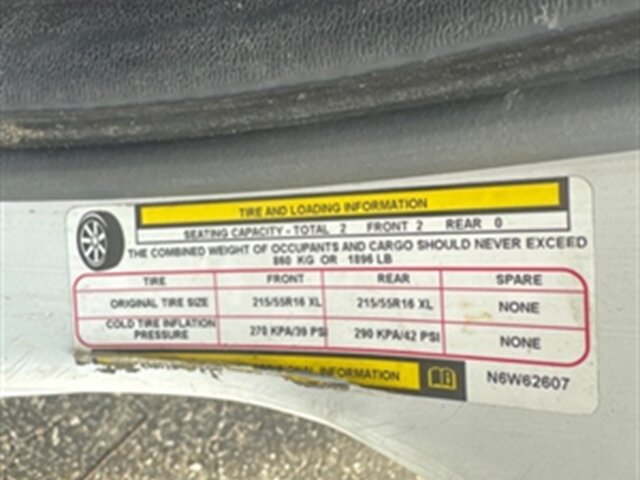 TIRE AND LOADING INFORMATION
SEATING CAPACITY - TOTAL 2 FRONT 2 REAR 0
THE COMBINED WEIGHT OF OCCUPANTS AND CARGO SHOULD NEVER EXCEED
860 KG OR 1896 LB
TIRE FRONT REAR SPARE
ORIGINAL TIRE SIZE 215/55R16 XL 215/55R16 XL NONE
COLD TIRE INFLATION PRESSURE 270 KPA/39 PSI 290 KPA/42 PSI NONE
INFORMATION
N6W62607